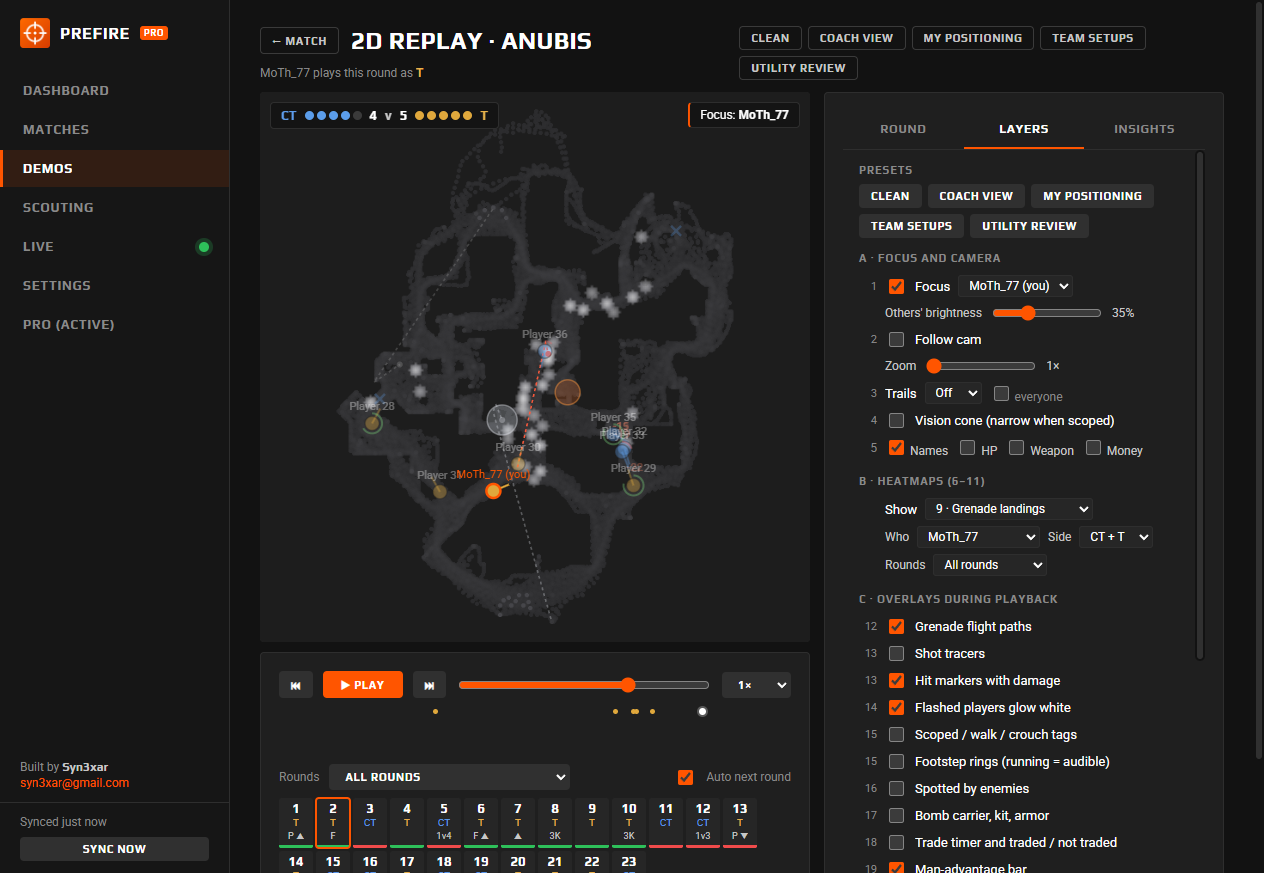 PREFIRE PRO
DASHBOARD
MATCHES
DEMOS
SCOUTING
LIVE
SETTINGS
PRO (ACTIVE)
Built by Syn3xar
syn3xar@gmail.com
Synced just now
SYNC NOW
← MATCH
2D REPLAY · ANUBIS
MoTh_77 plays this round as T
CLEAN
COACH VIEW
MY POSITIONING
TEAM SETUPS
UTILITY REVIEW
CT 4 v 5 T
Focus: MoTh_77
Player 36
Player 28
Player 35
Player 32
Player 33
Player 30
Player 29
MoTh_77 (you)
PLAY
1×
Rounds ALL ROUNDS
Auto next round
1 2 3 4 5 6 7 8 9 10 11 12 13
T T CT T CT T T T T T CT CT T
P▲ F 1v4 F▲ ▲ 3K 3K 1v3 P▼
14 15 16 17 18 19 20 21 22 23
ROUND
LAYERS
INSIGHTS
PRESETS
CLEAN
COACH VIEW
MY POSITIONING
TEAM SETUPS
UTILITY REVIEW
A · FOCUS AND CAMERA
1 Focus MoTh_77 (you)
Others' brightness 35%
2 Follow cam
Zoom 1×
3 Trails Off everyone
4 Vision cone (narrow when scoped)
5 Names HP Weapon Money
B · HEATMAPS (6–11)
Show 9 · Grenade landings
Who MoTh_77 Side CT + T
Rounds All rounds
C · OVERLAYS DURING PLAYBACK
12 Grenade flight paths
13 Shot tracers
13 Hit markers with damage
14 Flashed players glow white
15 Scoped / walk / crouch tags
15 Footstep rings (running = audible)
16 Spotted by enemies
17 Bomb carrier, kit, armor
18 Trade timer and traded / not traded
19 Man-advantage bar